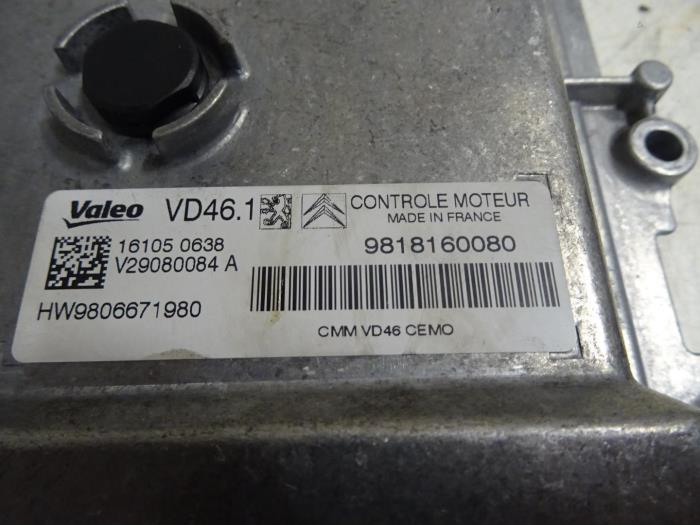 Valeo VD46.1 CONTROLE MOTEUR
MADE IN FRANCE
16105 0638
V29080084 A
9818160080
HW9806671980
CMM VD46 CEMO